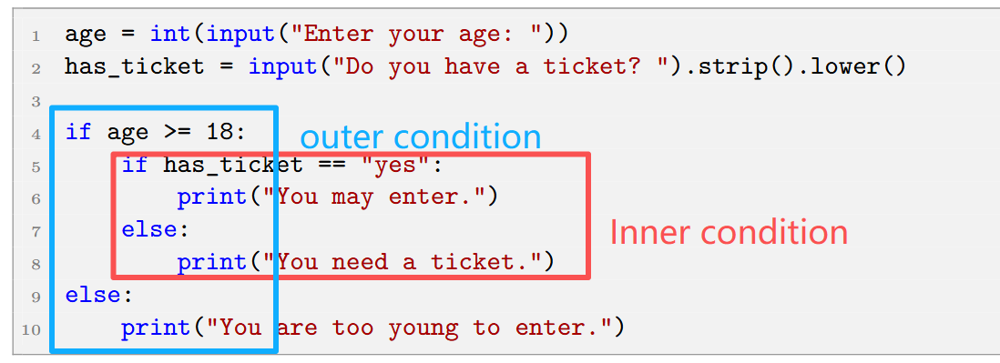 1 age = int(input("Enter your age: "))
2 has_ticket = input("Do you have a ticket? ").strip().lower()
3
4 if age >= 18:
outer condition
5     if has_ticket == "yes":
6         print("You may enter.")
7     else:
Inner condition
8         print("You need a ticket.")
9 else:
10     print("You are too young to enter.")